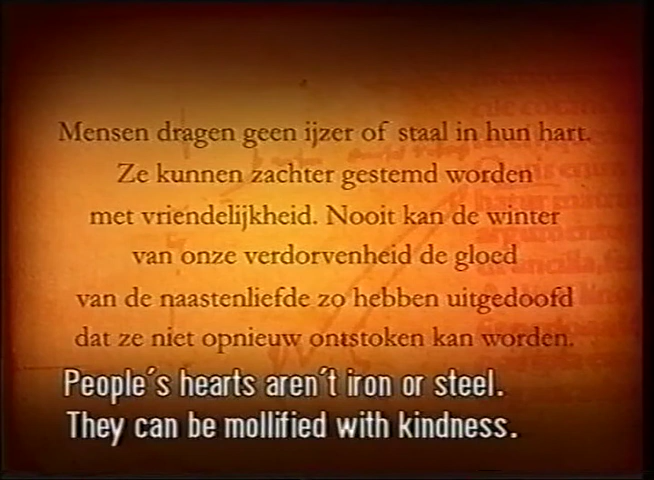 Mensen dragen geen ijzer of staal in hun hart.
Ze kunnen zachter gestemd worden
met vriendelijkheid. Nooit kan de winter
van onze verdorvenheid de gloed
van de naastenliefde zo hebben uitgedoofd
dat ze niet opnieuw ontstoken kan worden.
People´s hearts aren´t iron or steel.
They can be mollified with kindness.